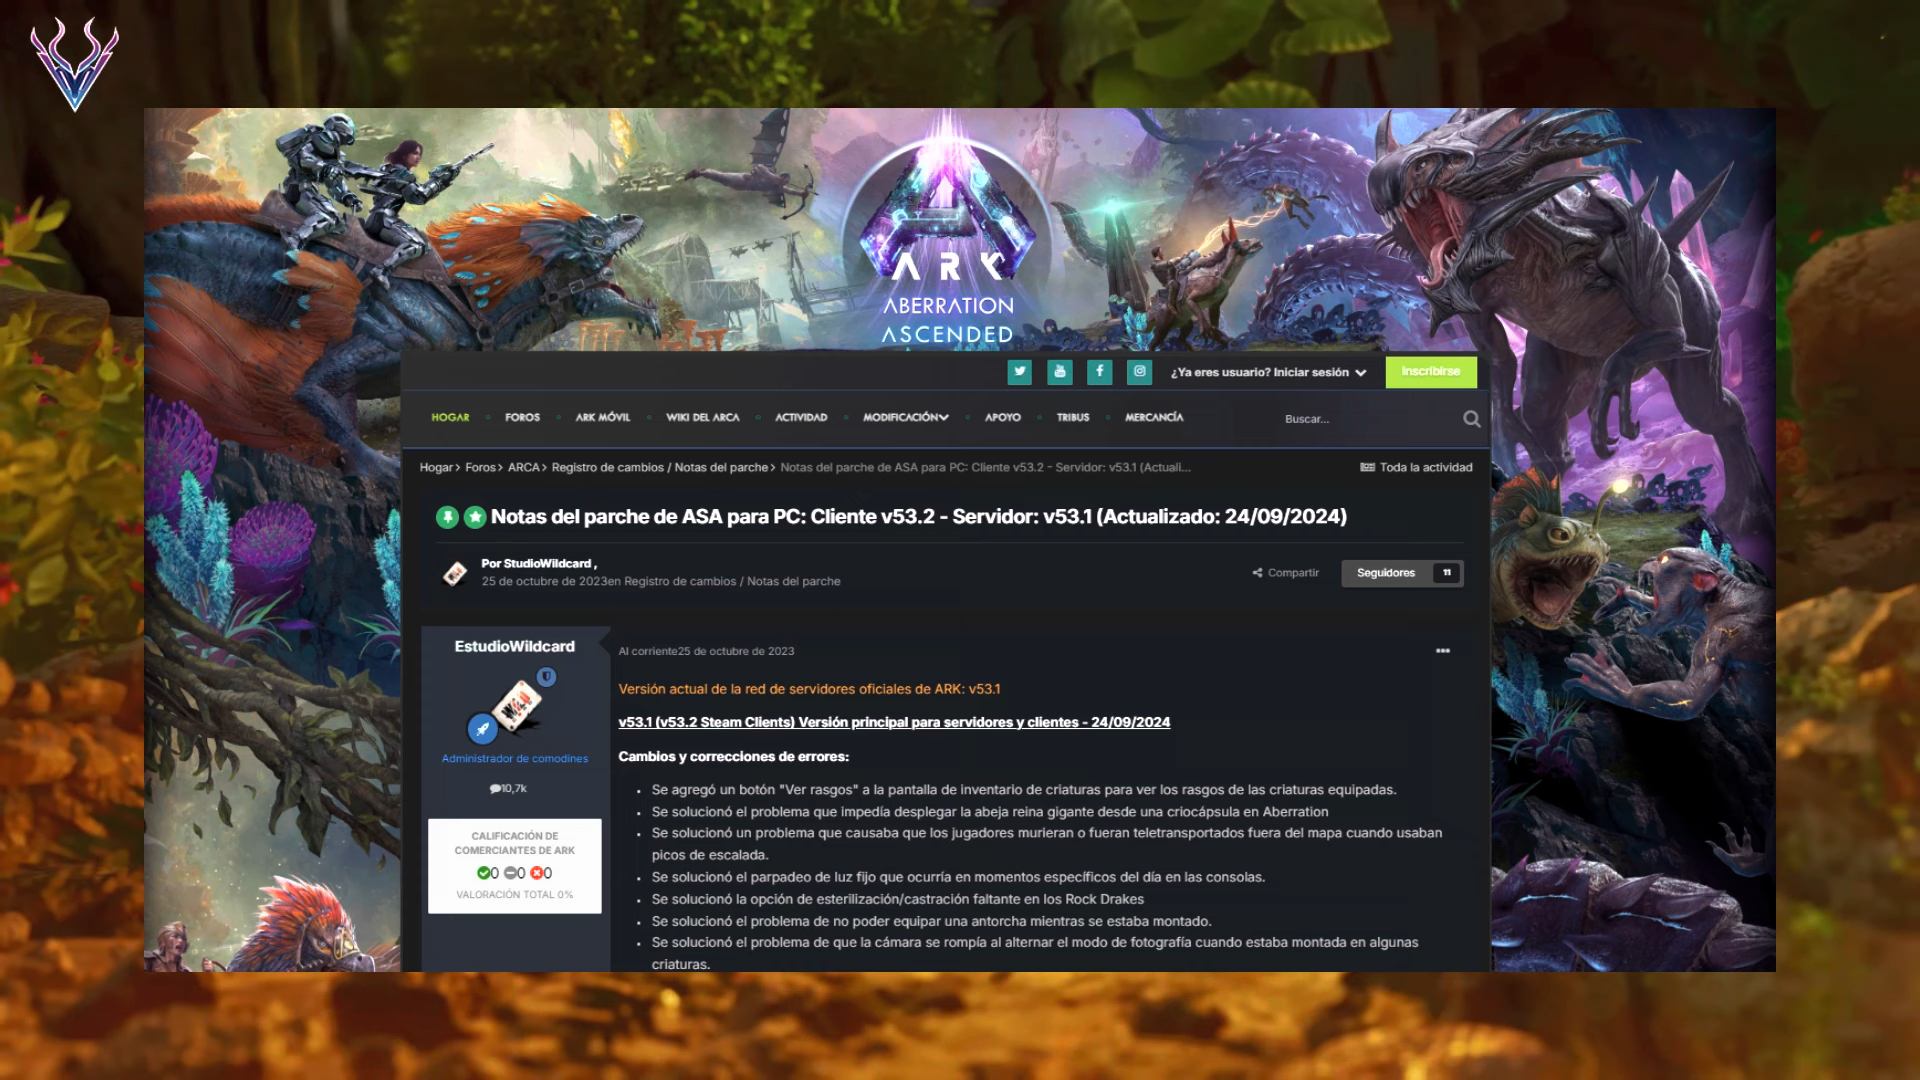 ARK
ABERRATION
ASCENDED
¿Ya eres usuario? Iniciar sesión
Inscribirse
HOGAR FOROS ARK MÓVIL WIKI DEL ARCA ACTIVIDAD MODIFICACIÓN APOYO TRIBUS MERCANCÍA Buscar...
Hogar > Foros > ARCA > Registro de cambios / Notas del parche > Notas del parche de ASA para PC: Cliente v53.2 - Servidor: v53.1 (Actuali... Toda la actividad
Notas del parche de ASA para PC: Cliente v53.2 - Servidor: v53.1 (Actualizado: 24/09/2024)
Por StudioWildcard ,
25 de octubre de 2023en Registro de cambios / Notas del parche
Compartir
Seguidores 11
EstudioWildcard
Administrador de comodines
10,7k
CALIFICACIÓN DE
COMERCIANTES DE ARK
0 0 0
VALORACIÓN TOTAL 0%
Al corriente25 de octubre de 2023
Versión actual de la red de servidores oficiales de ARK: v53.1
v53.1 (v53.2 Steam Clients) Versión principal para servidores y clientes - 24/09/2024
Cambios y correcciones de errores:
• Se agregó un botón "Ver rasgos" a la pantalla de inventario de criaturas para ver los rasgos de las criaturas equipadas.
• Se solucionó el problema que impedía desplegar la abeja reina gigante desde una criocápsula en Aberration
• Se solucionó un problema que causaba que los jugadores murieran o fueran teletransportados fuera del mapa cuando usaban
picos de escalada.
• Se solucionó el parpadeo de luz fijo que ocurría en momentos específicos del día en las consolas.
• Se solucionó la opción de esterilización/castración faltante en los Rock Drakes
• Se solucionó el problema de no poder equipar una antorcha mientras se estaba montado.
• Se solucionó el problema de que la cámara se rompía al alternar el modo de fotografía cuando estaba montada en algunas
criaturas.